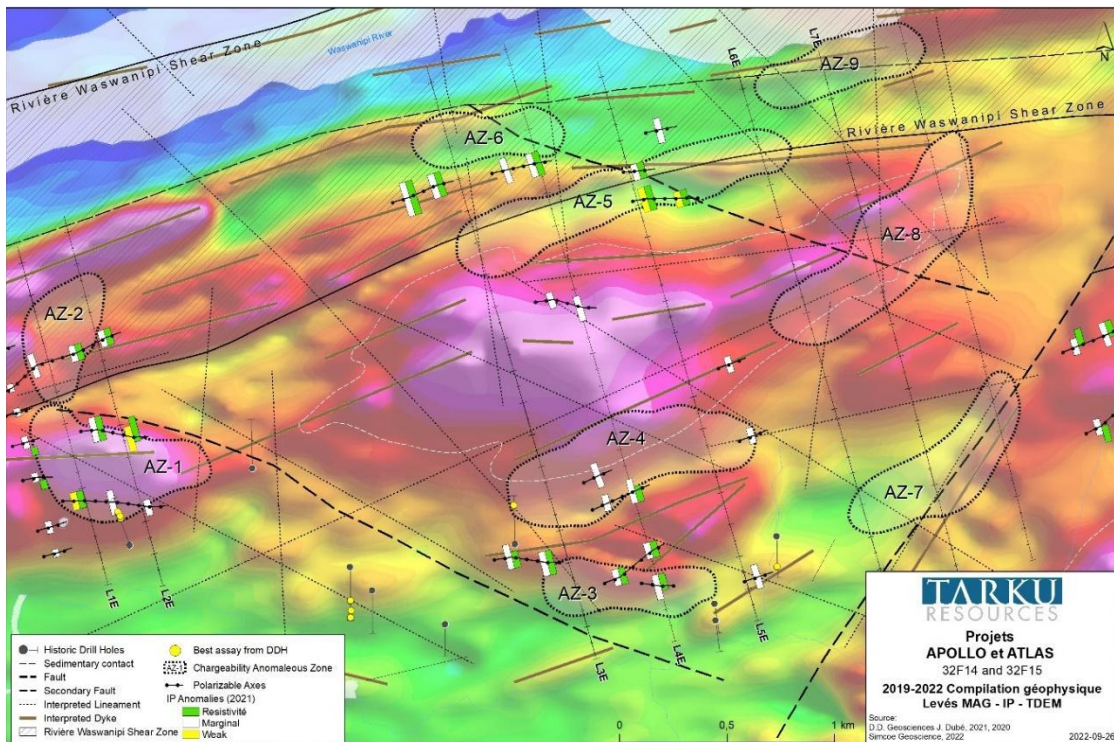 Rivière Waswanipi Shear Zone
Waswanipi River
L6E
L7E
AZ-9
N
Rivière Waswanipi Shear Zone
AZ-6
AZ-5
AZ-8
AZ-2
AZ-4
AZ-1
AZ-7
AZ-3
L1E
L2E
L3E
L4E
L5E
Historic Drill Holes
Sedimentary contact
Fault
Secondary Fault
Interpreted Lineament
Interpreted Dyke
Rivière Waswanipi Shear Zone
Best assay from DDH
AZ-1 Chargeability Anomaleous Zone
Polarizable Axes
IP Anomalies (2021)
Resistivité
Marginal
Weak
0 0,5 1 km
TARKU
RESOURCES
Projets
APOLLO et ATLAS
32F14 and 32F15
2019-2022 Compilation géophysique
Levés MAG - IP - TDEM
Source:
D.D. Geosciences J. Dubé, 2021, 2020
Simcoe Geoscience, 2022
2022-09-26